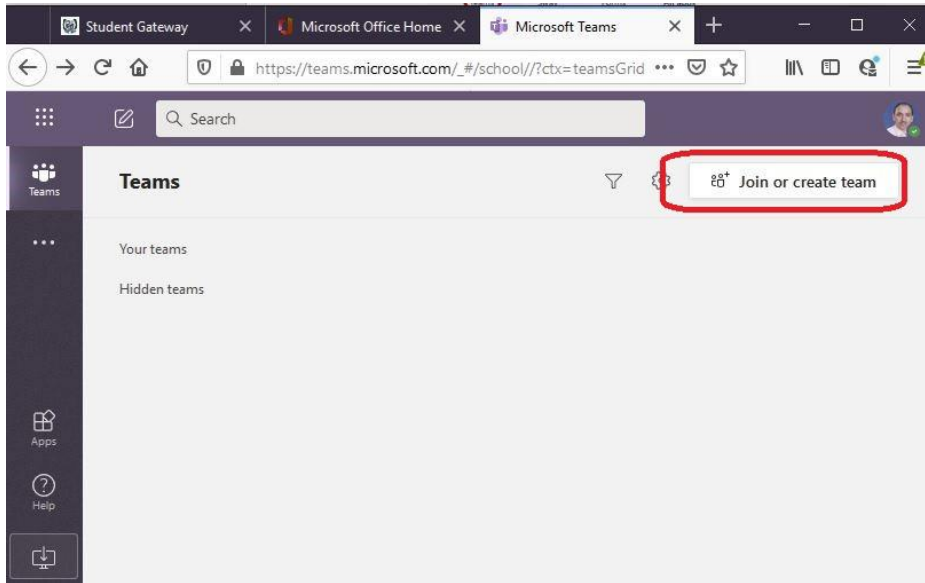 Student Gateway
Microsoft Office Home
Microsoft Teams
https://teams.microsoft.com/_#/school//?ctx=teamsGrid
Search
Teams
Teams
Join or create team
Your teams
Hidden teams
Apps
Help